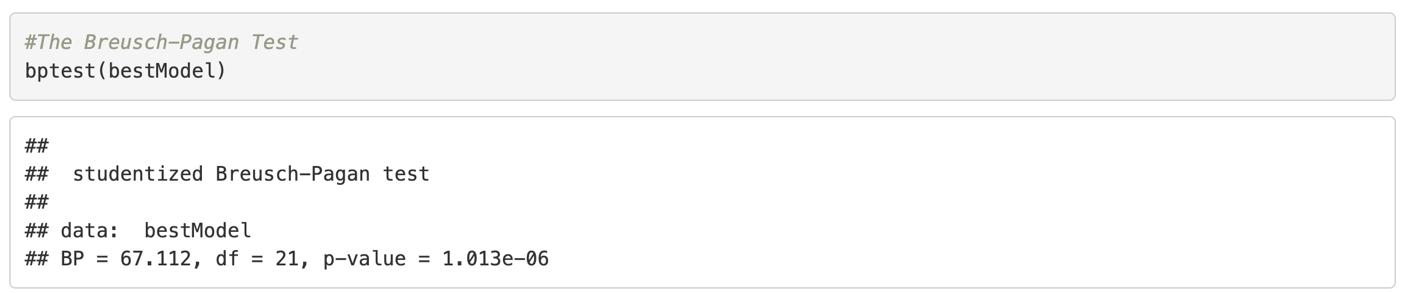 #The Breusch-Pagan Test
bptest(bestModel)
##
##  studentized Breusch-Pagan test
##
## data:  bestModel
## BP = 67.112, df = 21, p-value = 1.013e-06